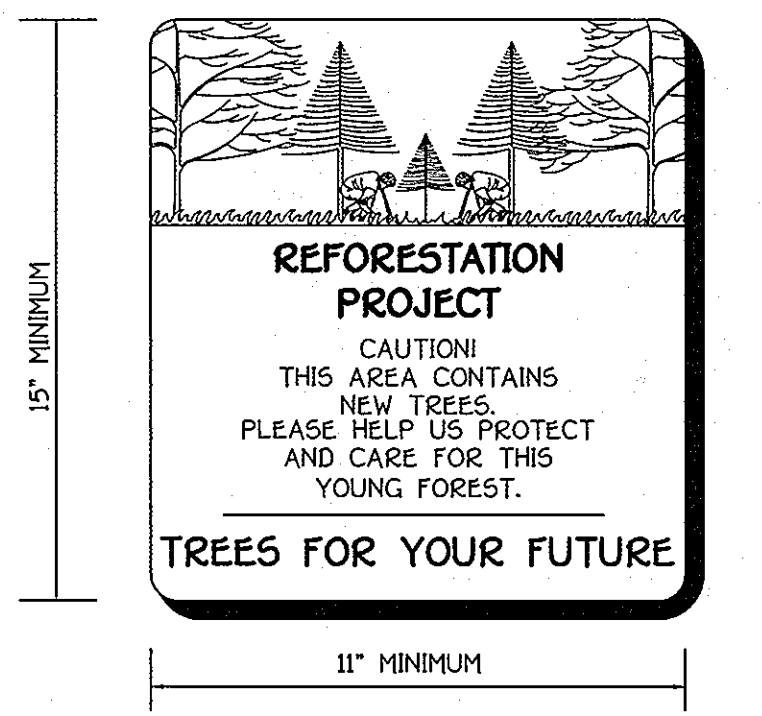 REFORESTATION
PROJECT
CAUTION!
THIS AREA CONTAINS
NEW TREES.
PLEASE HELP US PROTECT
AND CARE FOR THIS
YOUNG FOREST.
TREES FOR YOUR FUTURE
15" MINIMUM
11" MINIMUM